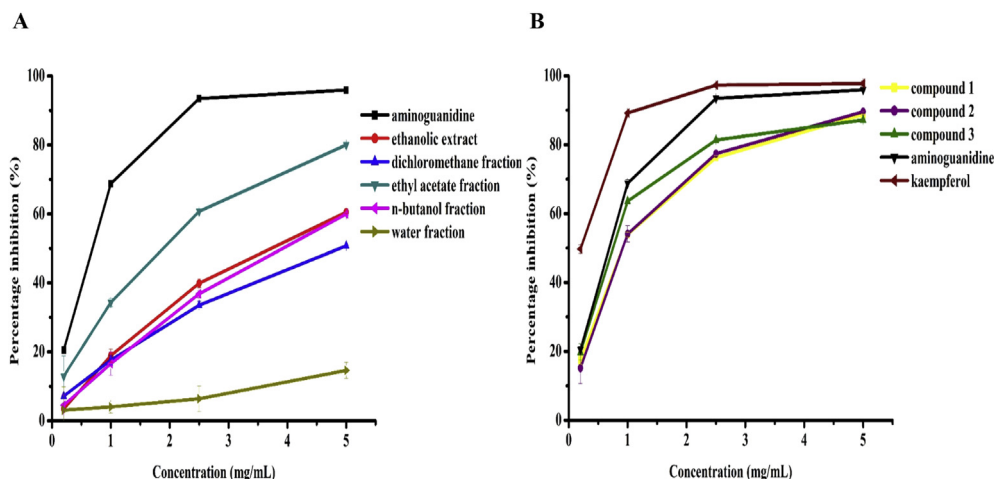 A
Percentage inhibition (%)
100
80
60
40
20
0
0
1
2
3
4
5
Concentration (mg/mL)
aminoguanidine
ethanolic extract
dichloromethane fraction
ethyl acetate fraction
n-butanol fraction
water fraction
B
Percentage inhibition (%)
100
80
60
40
20
0
0
1
2
3
4
5
Concentration (mg/mL)
compound 1
compound 2
compound 3
aminoguanidine
kaempferol